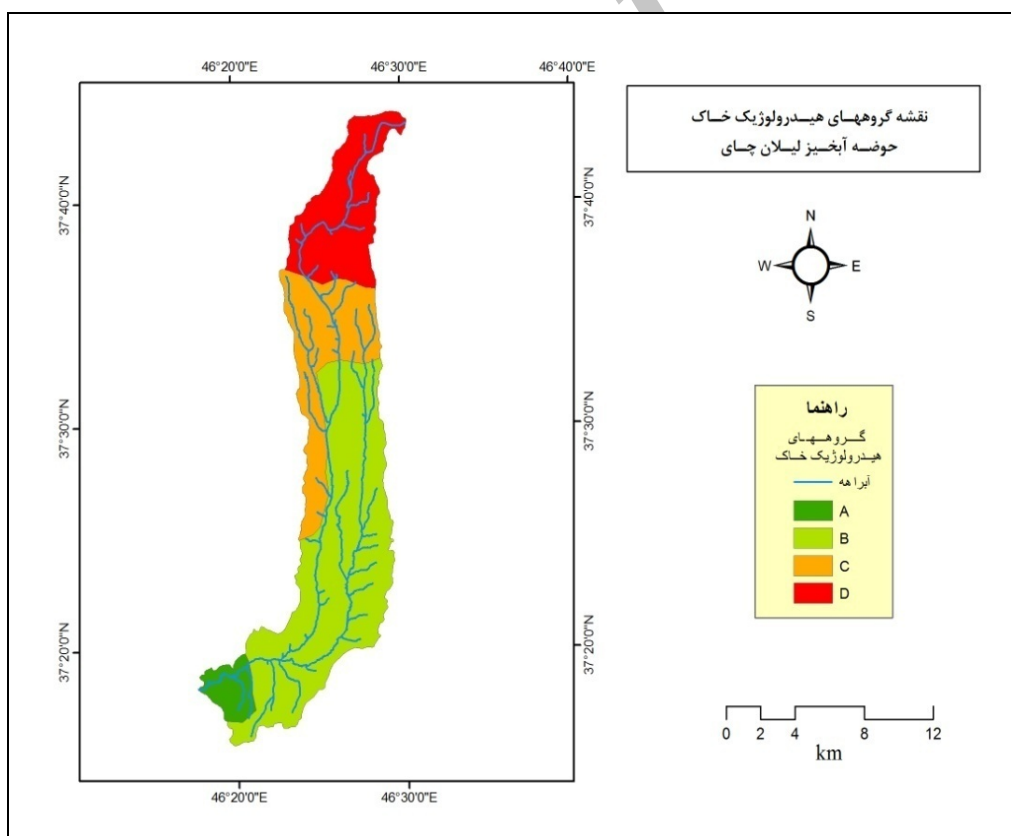 46°20'0"E 46°30'0"E 46°40'0"E
نقشه گروههای هیدرولوژیک خاک
حوضه آبخیز لیلان چای
37°40'0"N 37°40'0"N
N
W E
S
37°30'0"N 37°30'0"N
راهنما
گروههای
هیدرولوژیک خاک
آبراهه
A
B
C
D
37°20'0"N 37°20'0"N
0 2 4 8 12
km
46°20'0"E 46°30'0"E